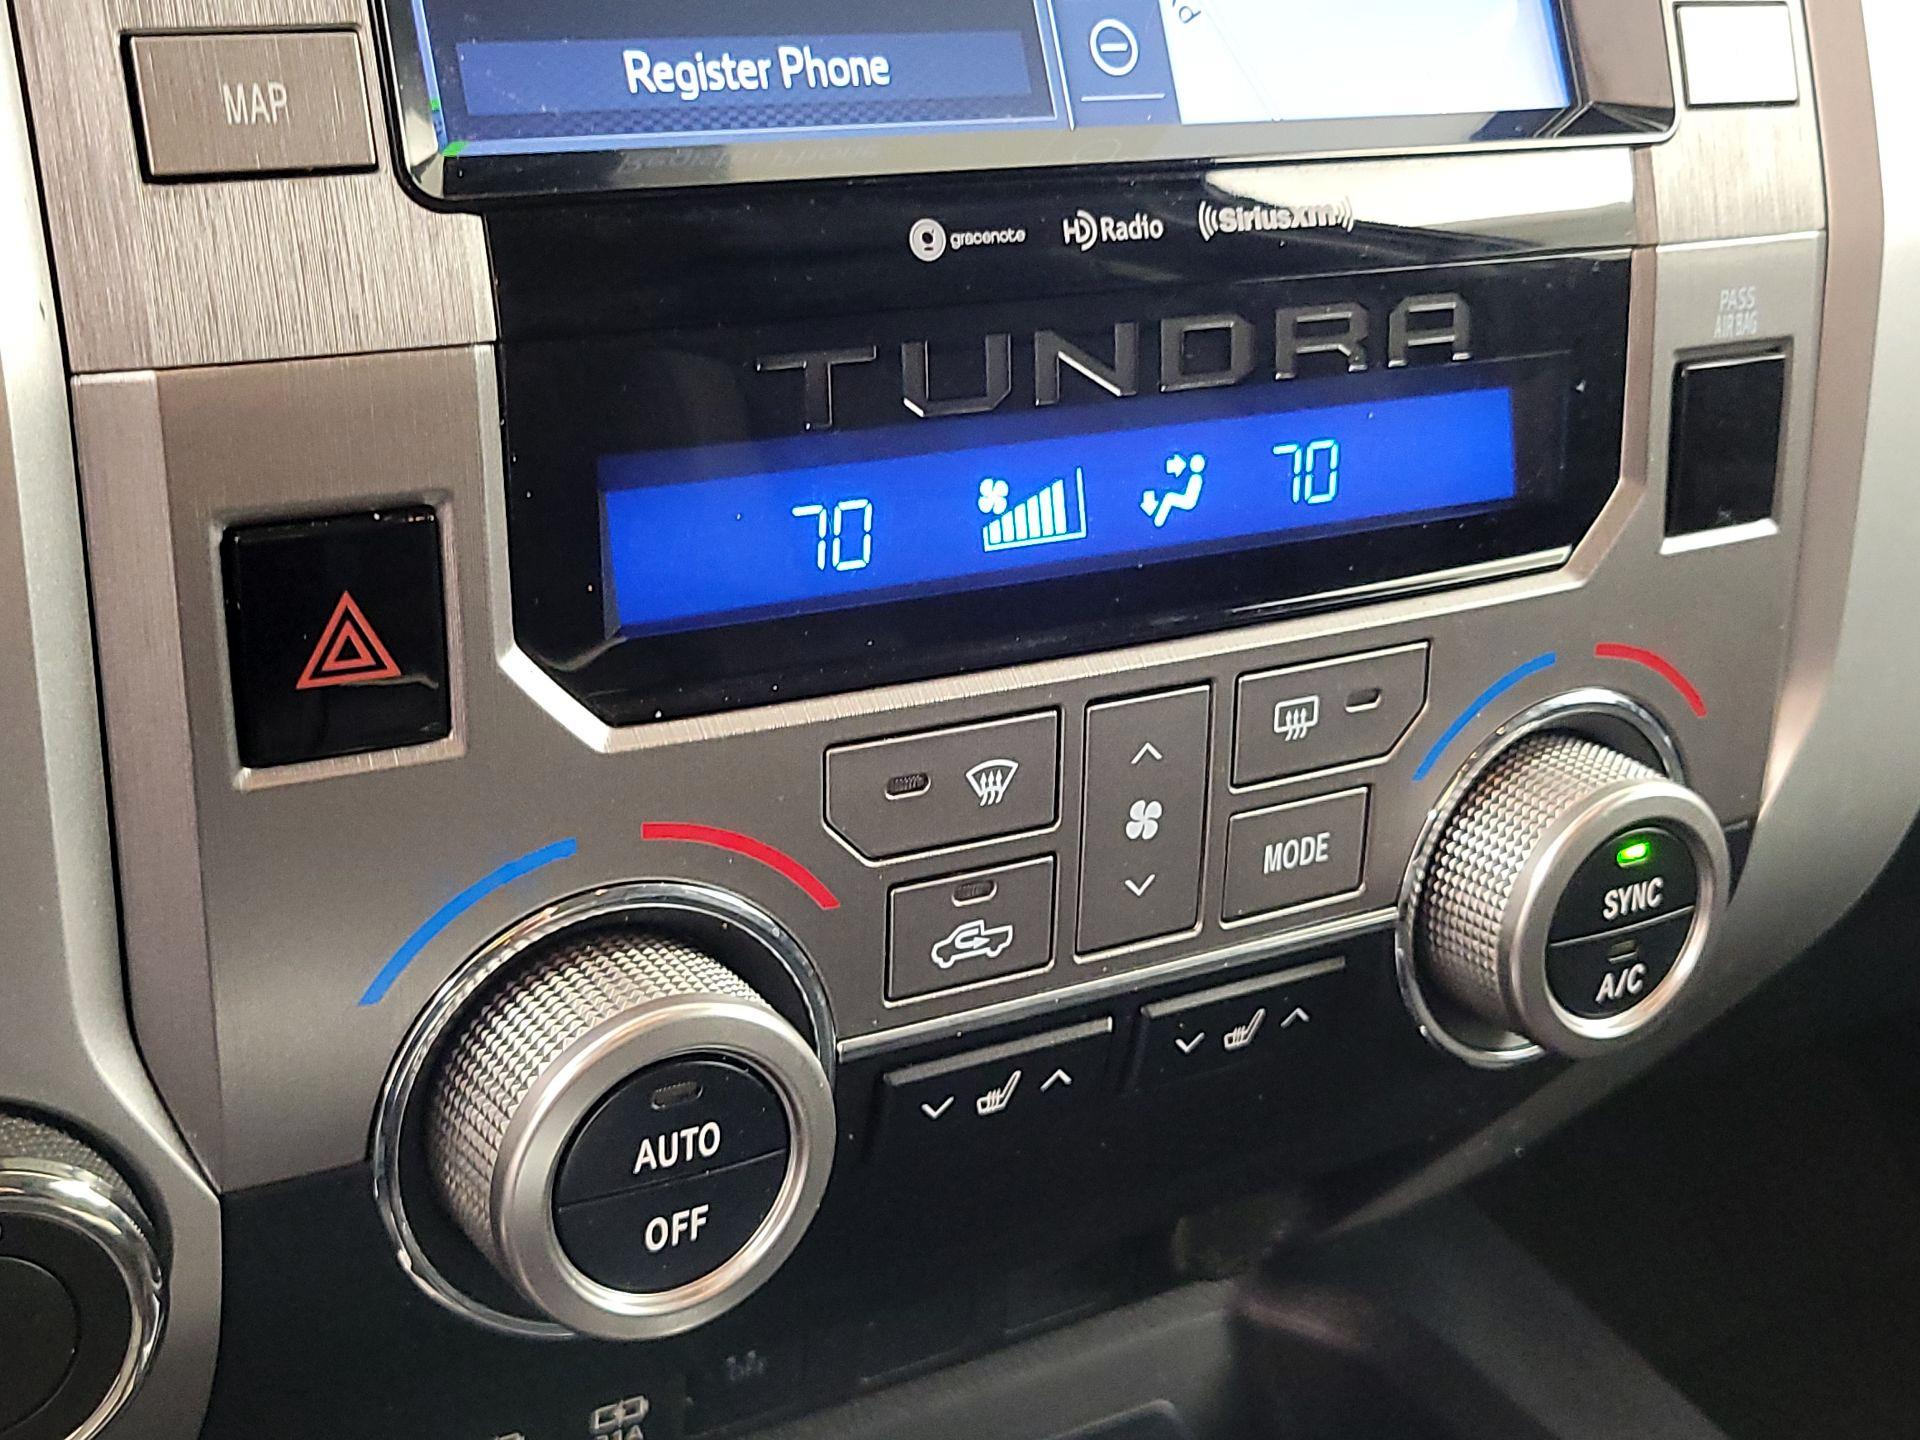 Register Phone
MAP
gracenote HD Radio SiriusXM
TUNDRA
PASS
AIR BAG
70 70
MODE
SYNC
A/C
AUTO
OFF